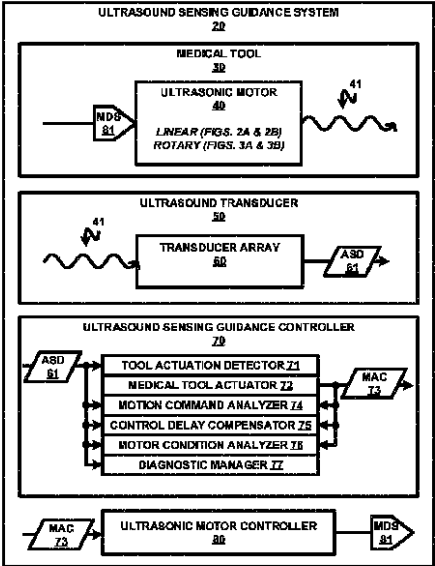 ULTRASOUND SENSING GUIDANCE SYSTEM
20
MEDICAL TOOL
30
ULTRASONIC MOTOR
40
LINEAR (FIGS. 2A & 2B)
ROTARY (FIGS. 3A & 3B)
MDS
81
41
ULTRASOUND TRANSDUCER
50
41
TRANSDUCER ARRAY
60
ASD
61
ULTRASOUND SENSING GUIDANCE CONTROLLER
70
ASD
61
TOOL ACTUATION DETECTOR 71
MEDICAL TOOL ACTUATOR 72
MOTION COMMAND ANALYZER 74
CONTROL DELAY COMPENSATOR 75
MOTOR CONDITION ANALYZER 76
DIAGNOSTIC MANAGER 77
MAC
73
MAC
73
ULTRASONIC MOTOR CONTROLLER
80
MDS
81